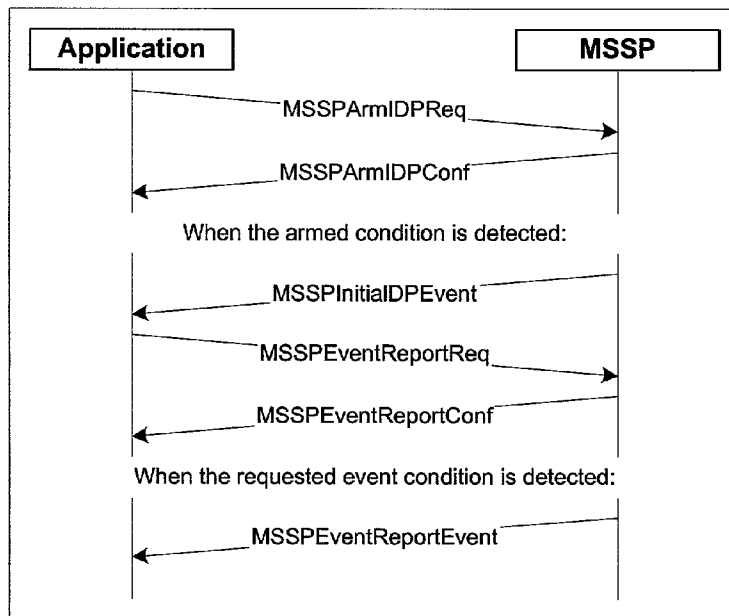 Application
MSSP
MSSPArmIDPReq
MSSPArmIDPConf
When the armed condition is detected:
MSSPInitialIDPEvent
MSSPEventReportReq
MSSPEventReportConf
When the requested event condition is detected:
MSSPEventReportEvent